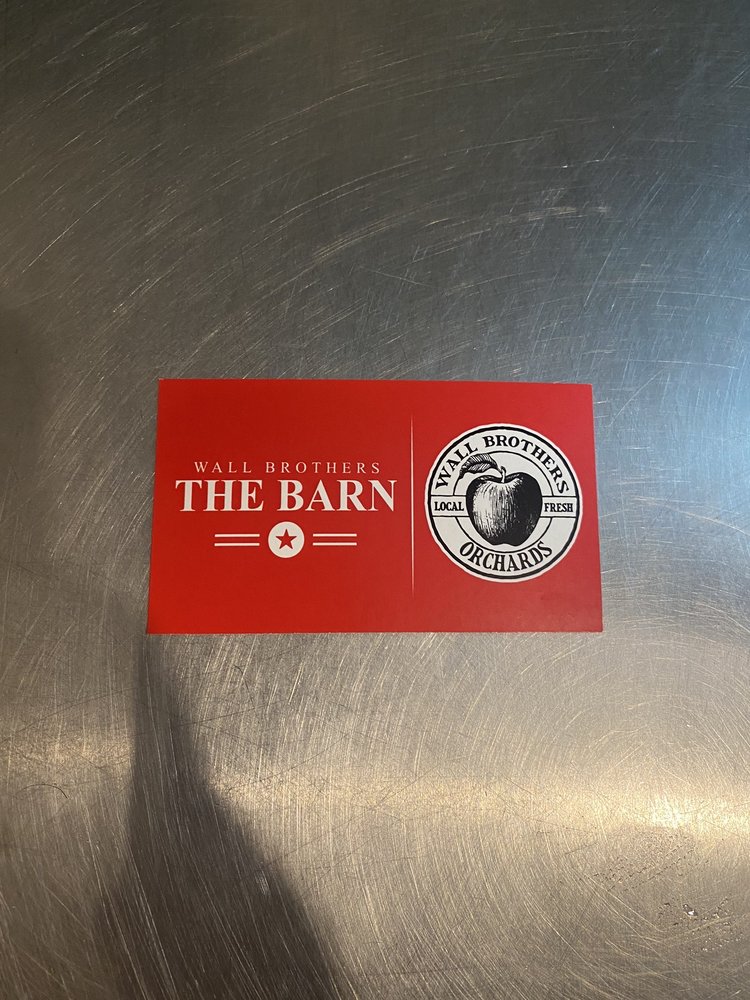 WALL BROTHERS
THE BARN
WALL BROTHERS
LOCAL FRESH
ORCHARDS